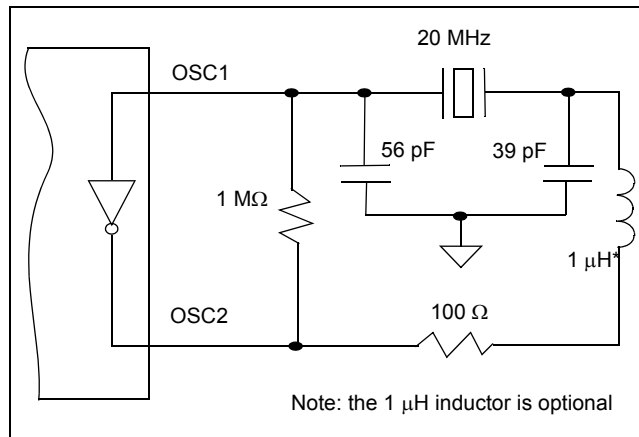 20 MHz
OSC1
56 pF
39 pF
1 MΩ
1 μH*
OSC2
100 Ω
Note: the 1 μH inductor is optional